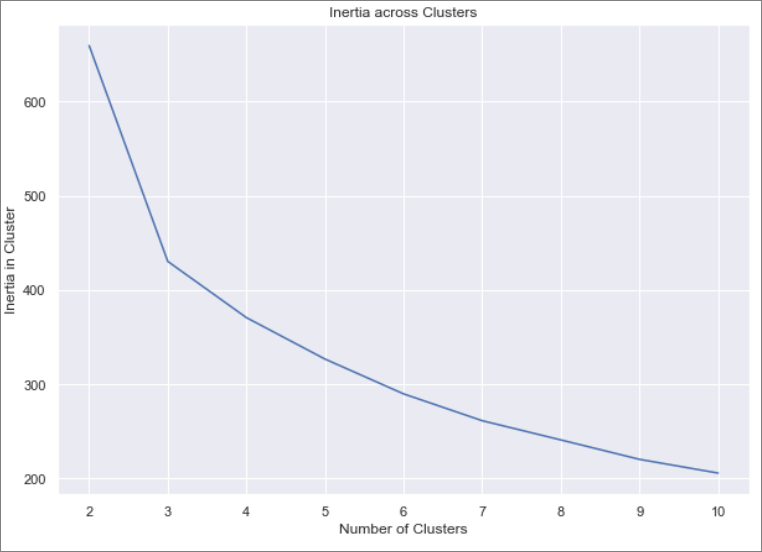 Inertia across Clusters
600
500
400
300
200
Inertia in Cluster
2 3 4 5 6 7 8 9 10
Number of Clusters